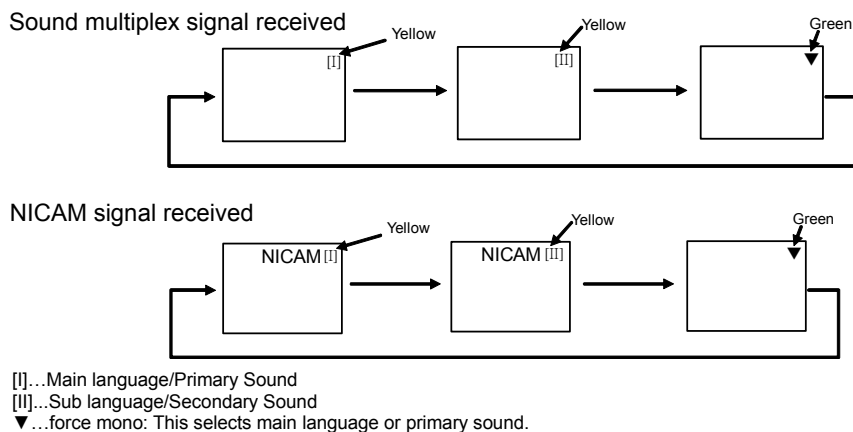 Sound multiplex signal received
Yellow
Yellow
Green
[I]
[II]
▼
NICAM signal received
Yellow
Yellow
Green
NICAM [I]
NICAM [II]
▼
[I]…Main language/Primary Sound
[II]...Sub language/Secondary Sound
▼…force mono: This selects main language or primary sound.